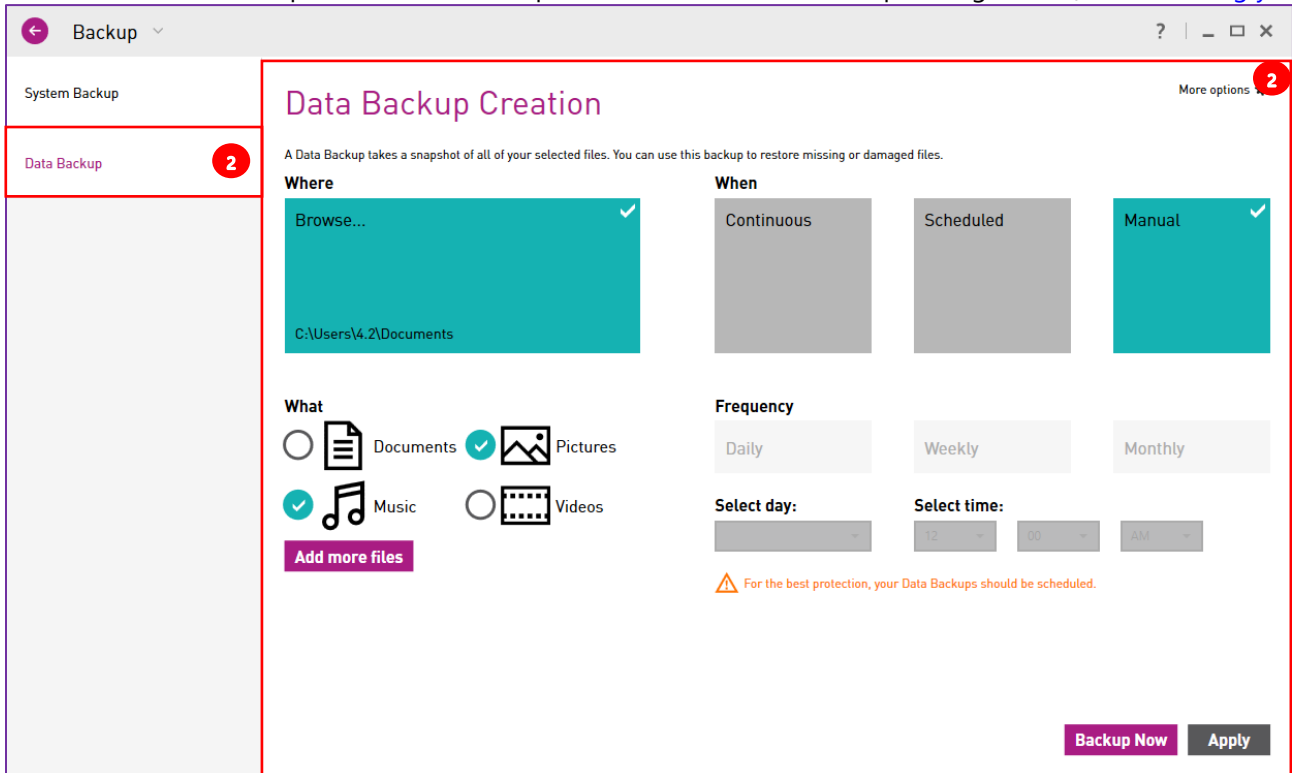 Backup
?
System Backup
Data Backup
2
Data Backup Creation
More options
2
A Data Backup takes a snapshot of all of your selected files. You can use this backup to restore missing or damaged files.
Where
When
Browse...
C:\Users\4.2\Documents
Continuous
Scheduled
Manual
What
Documents
Pictures
Music
Videos
Add more files
Frequency
Daily
Weekly
Monthly
Select day:
Select time:
12
00
AM
For the best protection, your Data Backups should be scheduled.
Backup Now
Apply